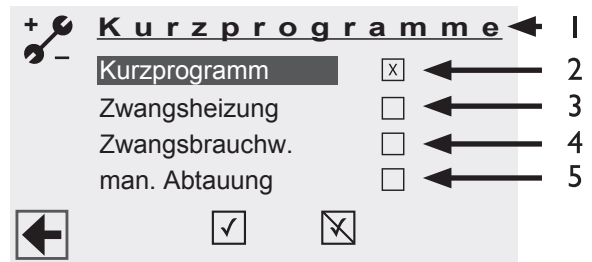 Kurzprogramme 1
Kurzprogramm X 2
Zwangsheizung 3
Zwangsbrauchw. 4
man. Abtauung 5